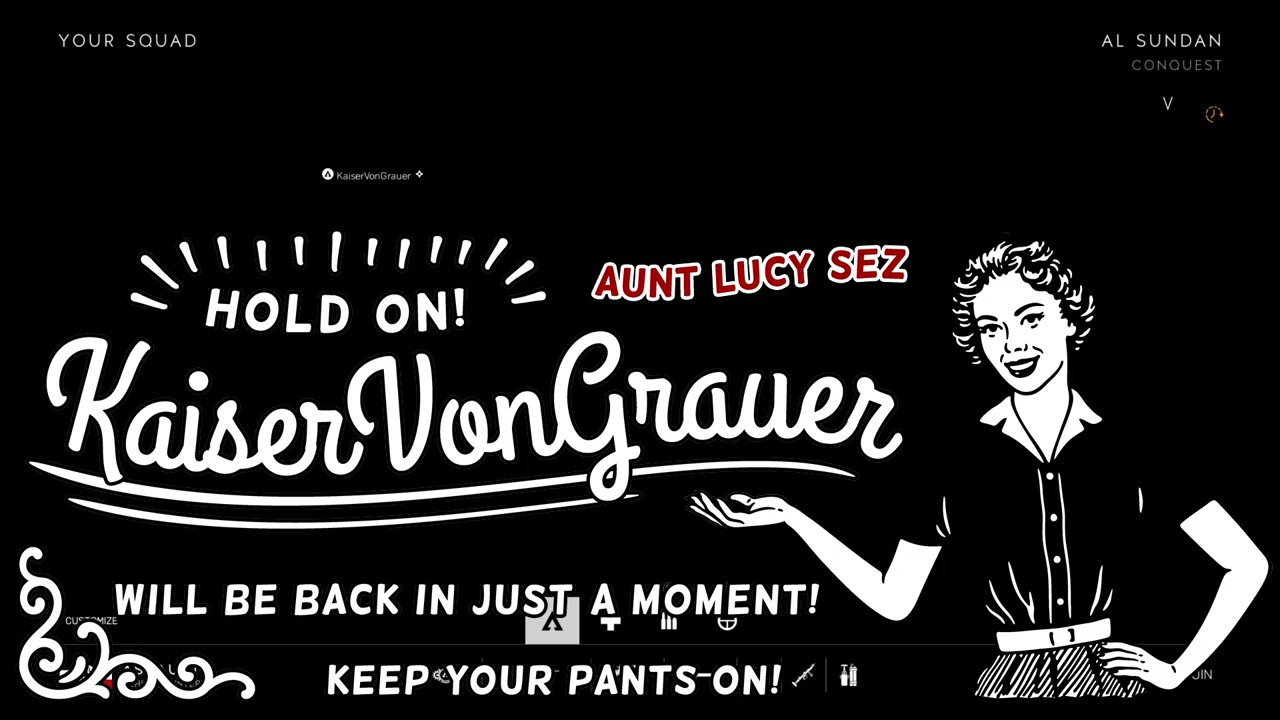 YOUR SQUAD
AL SUNDAN
CONQUEST
V
KaiserVonGrauer
HOLD ON!
AUNT LUCY SEZ
KaiserVonGrauer
WILL BE BACK IN JUST A MOMENT!
CUSTOMIZE
KEEP YOUR PANTS ON!